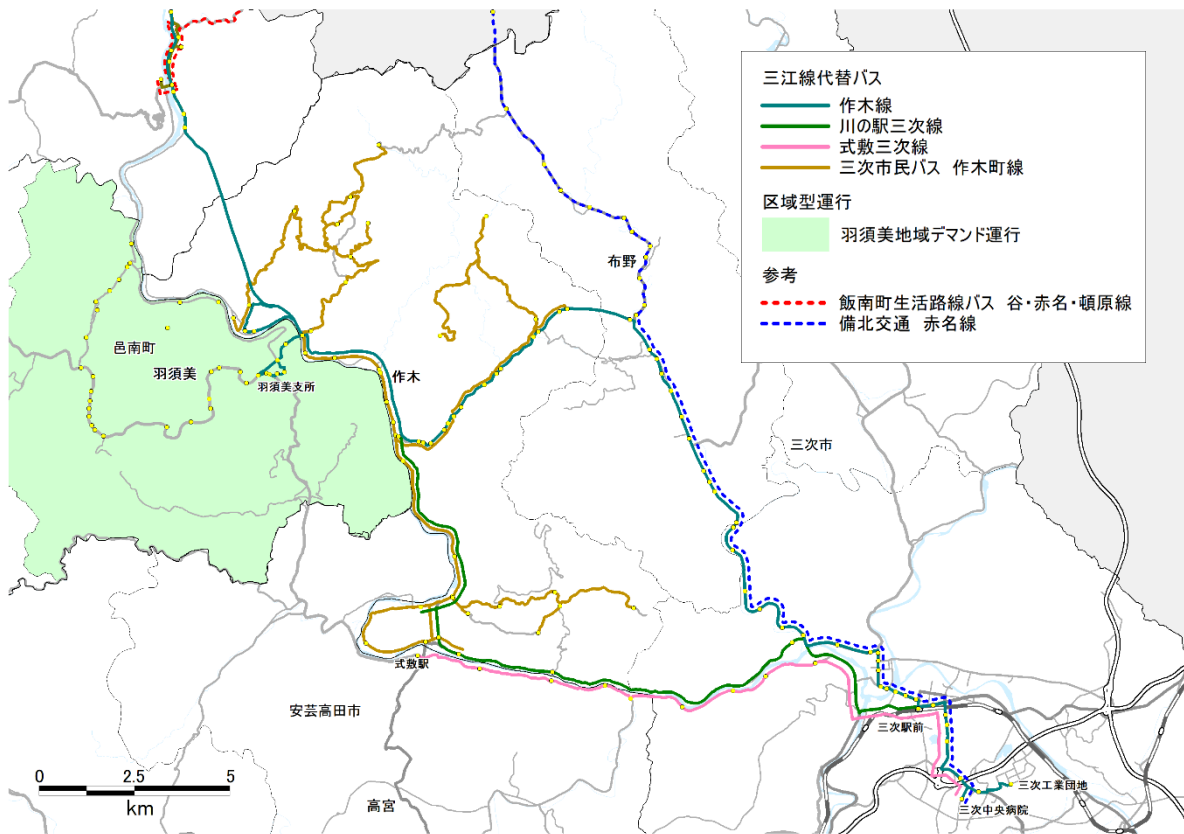 三江線代替バス
作木線
川の駅三次線
式敷三次線
三次市民バス 作木町線
区域型運行
羽須美地域デマンド運行
参考
飯南町生活路線バス 谷・赤名・頓原線
備北交通 赤名線
布野
邑南町
羽須美
羽須美支所
作木
三次市
式敷駅
安芸高田市
三次駅前
三次工業団地
三次中央病院
高宮
0 2.5 5
km